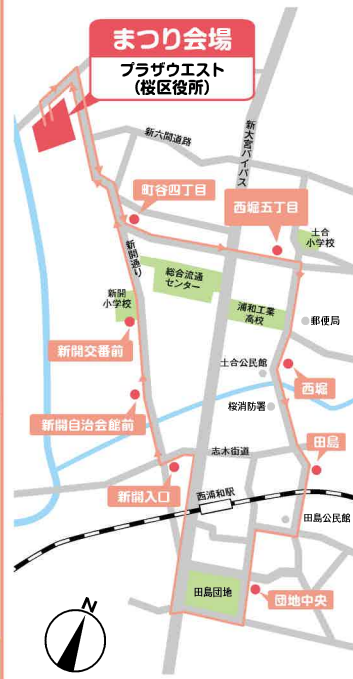 まつり会場
プラザウエスト
（桜区役所）
新六間道路
新大宮バイパス
町谷四丁目
西堀五丁目
土合
小学校
新開通り
総合流通
センター
新開
小学校
浦和工業
高校
郵便局
新開交番前
土合公民館
西堀
桜消防署
新開自治会館前
田島
志木街道
新開入口
西浦和駅
田島公民館
田島団地
団地中央
N